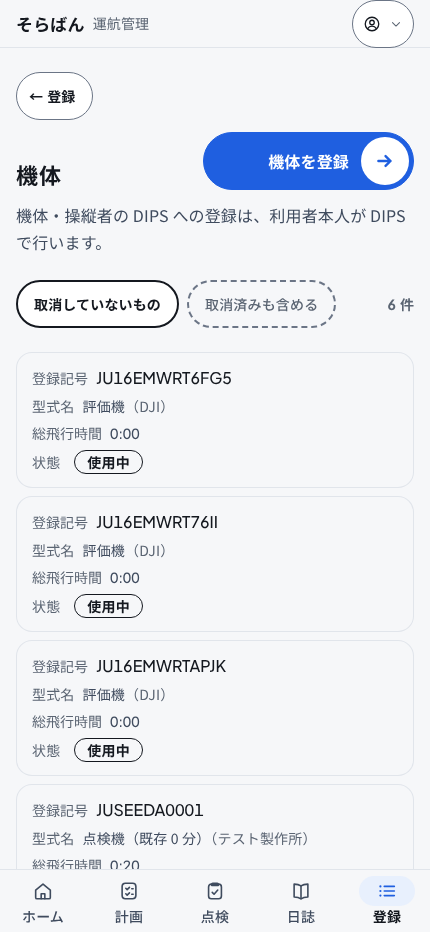 そらばん 運航管理
← 登録
機体を登録 →
機体
機体・操縦者の DIPS への登録は、利用者本人が DIPS
で行います。
取消していないもの 取消済みも含める 6 件
登録記号 JU16EMWRT6FG5
型式名 評価機（DJI）
総飛行時間 0:00
状態 使用中
登録記号 JU16EMWRT76II
型式名 評価機（DJI）
総飛行時間 0:00
状態 使用中
登録記号 JU16EMWRTAPJK
型式名 評価機（DJI）
総飛行時間 0:00
状態 使用中
登録記号 JUSEEDA0001
型式名 点検機（既存 0 分）（テスト製作所）
総飛行時間 0:20
ホーム 計画 点検 日誌 登録